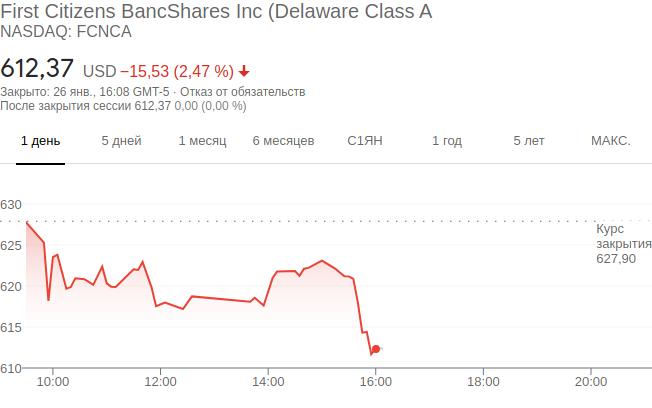 First Citizens BancShares Inc (Delaware Class A
NASDAQ: FCNCA
612,37 USD −15,53 (2,47 %)
Закрыто: 26 янв., 16:08 GMT-5 · Отказ от обязательств
После закрытия сессии 612,37 0,00 (0,00 %)
1 день 5 дней 1 месяц 6 месяцев С1ЯН 1 год 5 лет МАКС.
630
Курс
закрытия
627,90
625
620
615
610
10:00 12:00 14:00 16:00 18:00 20:00